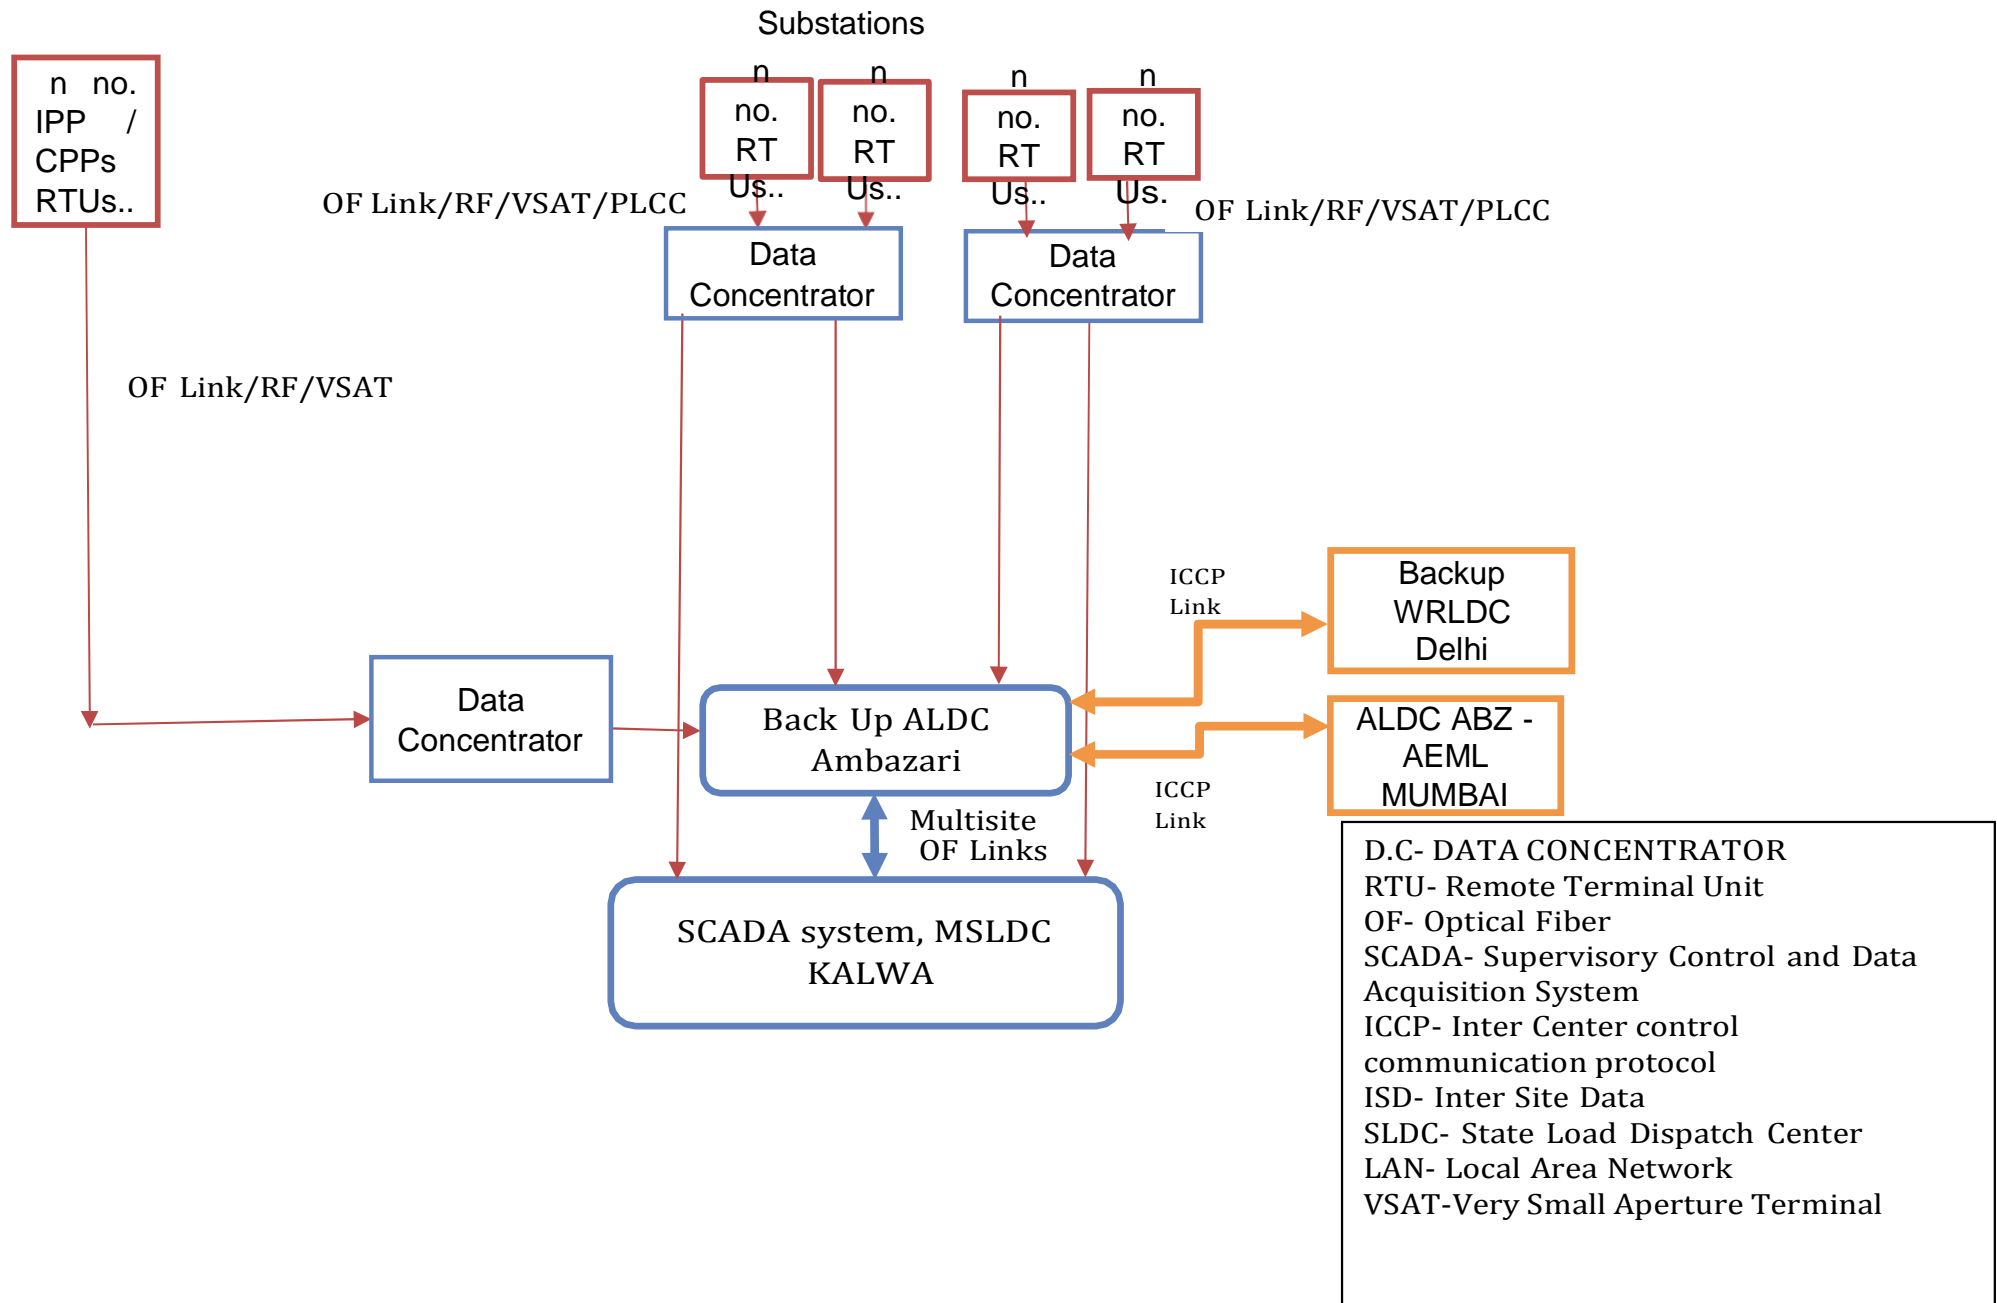 Substations
n no.
IPP /
CPPs
RTUs..
n
no.
RT
Us..
n
no.
RT
Us..
n
no.
RT
Us..
n
no.
RT
Us.
OF Link/RF/VSAT/PLCC
OF Link/RF/VSAT/PLCC
Data
Concentrator
Data
Concentrator
OF Link/RF/VSAT
ICCP
Link
Backup
WRLDC
Delhi
Data
Concentrator
Back Up ALDC
Ambazari
ALDC ABZ -
AEML
MUMBAI
ICCP
Link
Multisite
OF Links
SCADA system, MSLDC
KALWA
D.C- DATA CONCENTRATOR
RTU- Remote Terminal Unit
OF- Optical Fiber
SCADA- Supervisory Control and Data
Acquisition System
ICCP- Inter Center control
communication protocol
ISD- Inter Site Data
SLDC- State Load Dispatch Center
LAN- Local Area Network
VSAT-Very Small Aperture Terminal